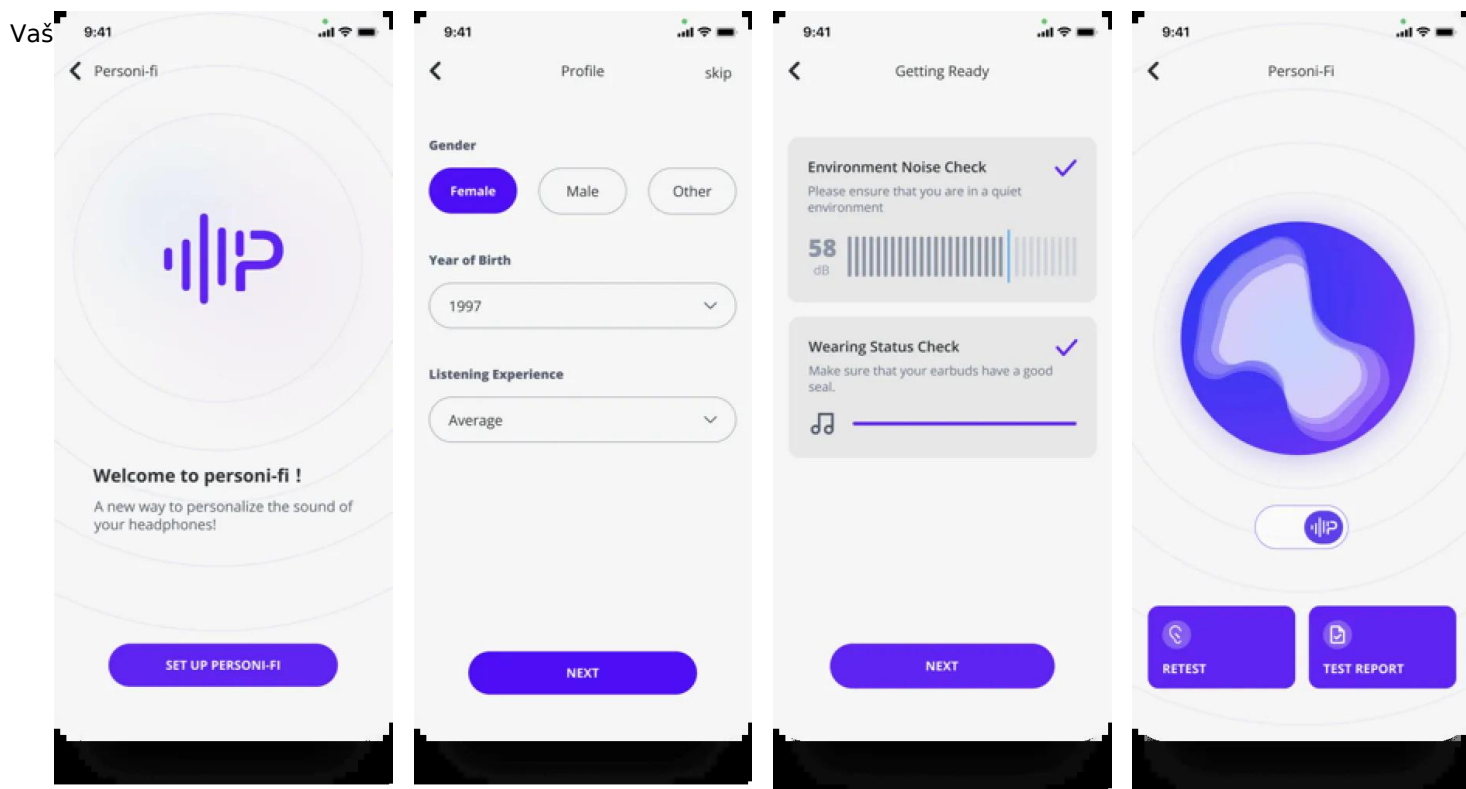 Vaš
9:41
Personi-fi
Welcome to personi-fi !
A new way to personalize the sound of
your headphones!
SET UP PERSONI-FI
9:41
Profile
skip
Gender
Female
Male
Other
Year of Birth
1997
Listening Experience
Average
NEXT
9:41
Getting Ready
Environment Noise Check
Please ensure that you are in a quiet
environment
58
dB
Wearing Status Check
Make sure that your earbuds have a good
seal.
NEXT
9:41
Personi-Fi
RETEST
TEST REPORT